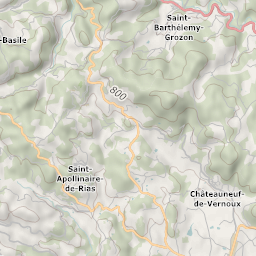 Saint-
Barthélemy-
Grozon
-Basile
800
Saint-
Apollinaire-
de-Rias
Châteauneuf-
de-Vernoux